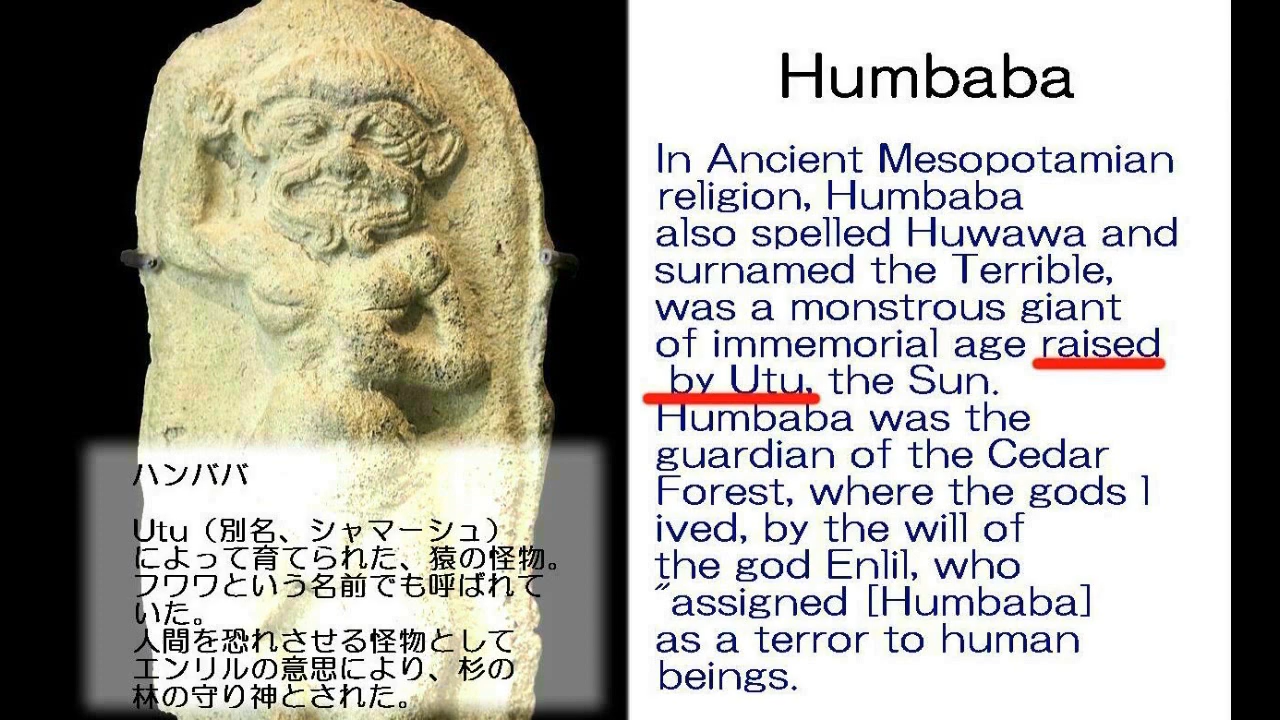 Humbaba
In Ancient Mesopotamian
religion, Humbaba
also spelled Huwawa and
surnamed the Terrible,
was a monstrous giant
of immemorial age raised
by Utu, the Sun.
Humbaba was the
guardian of the Cedar
Forest, where the gods l
ived, by the will of
the god Enlil, who
"assigned [Humbaba]
as a terror to human
beings.
ハンババ
Utu（別名、シャマーシュ）
によって育てられた、猿の怪物。
フワワという名前でも呼ばれて
いた。
人間を恐れさせる怪物として
エンリルの意思により、杉の
林の守り神とされた。